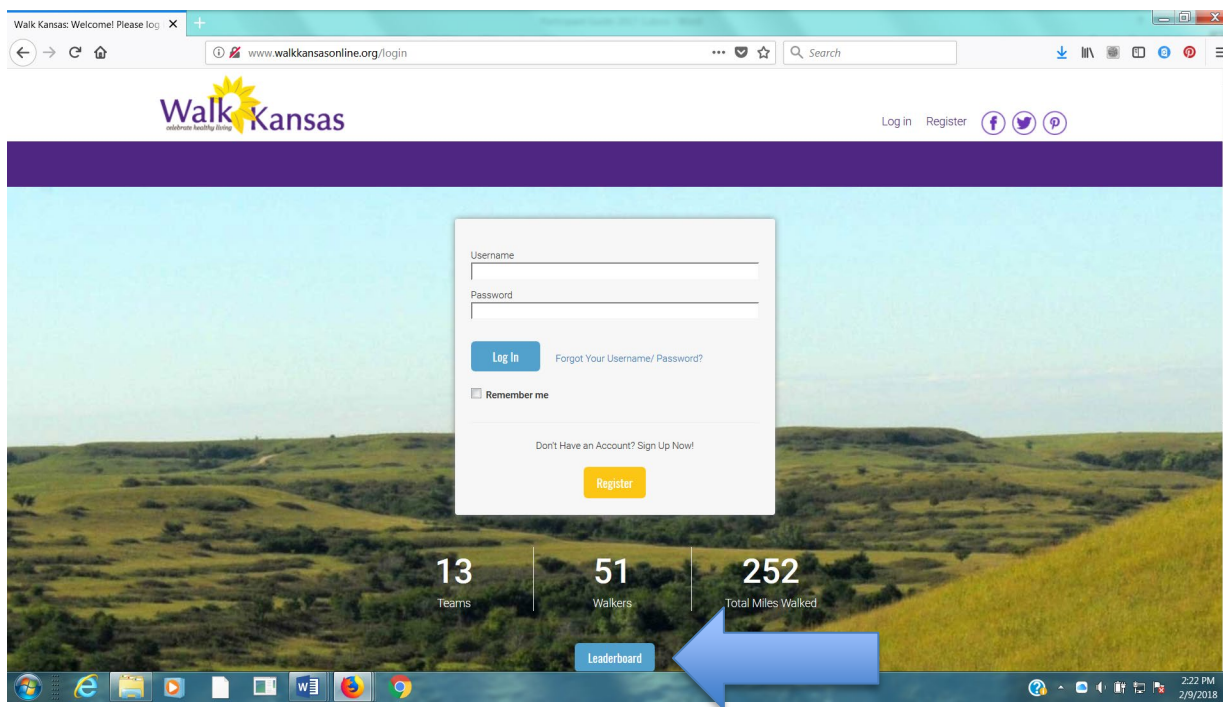 Walk Kansas: Welcome! Please log
www.walkkansasonline.org/login
Search
Walk Kansas
celebrate healthy living
Log in Register
Username
Password
Log In Forgot Your Username/ Password?
Remember me
Don't Have an Account? Sign Up Now!
Register
13 51 252
Teams Walkers Total Miles Walked
Leaderboard
2:22 PM
2/9/2018